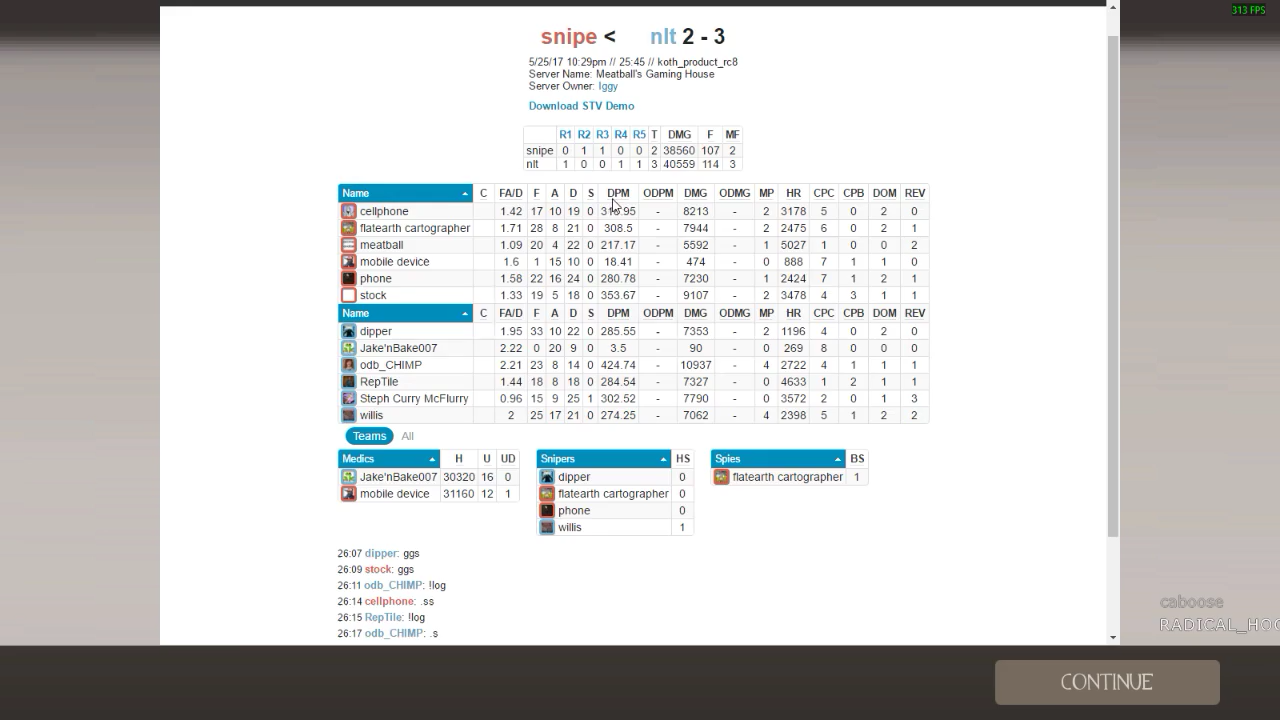 313 FPS
snipe < nlt 2 - 3
5/25/17 10:29pm // 25:45 // koth_product_rc8
Server Name: Meatball's Gaming House
Server Owner: Iggy
Download STV Demo
R1 R2 R3 R4 R5 T DMG F MF
snipe 0 1 1 0 0 2 38560 107 2
nlt 1 0 0 1 1 3 40559 114 3
Name C FA/D F A D S DPM ODPM DMG ODMG MP HR CPC CPB DOM REV
cellphone 1.42 17 10 19 0 - 8213 - 2 3178 5 0 2 0
flatearth cartographer 1.71 28 8 21 0 308.5 - 7944 - 2 2475 6 0 2 1
meatball 1.09 20 4 22 0 217.17 - 5592 - 1 5027 1 0 0 2
mobile device 1.6 1 15 10 0 18.41 - 474 - 0 888 7 1 1 0
phone 1.58 22 16 24 0 280.78 - 7230 - 1 2424 7 1 2 1
stock 1.33 19 5 18 0 353.67 - 9107 - 2 3478 4 3 1 1
Name C FA/D F A D S DPM ODPM DMG ODMG MP HR CPC CPB DOM REV
dipper 1.95 33 10 22 0 285.55 - 7353 - 2 1196 4 0 2 0
Jake'nBake007 2.22 0 20 9 0 3.5 - 90 - 0 269 8 0 0 0
odb_CHIMP 2.21 23 8 14 0 424.74 - 10937 - 4 2722 4 1 1 1
RepTile 1.44 18 8 18 0 284.54 - 7327 - 0 4633 1 2 1 1
Steph Curry McFlurry 0.96 15 9 25 1 302.52 - 7790 - 0 3572 2 0 1 3
willis 2 25 17 21 0 274.25 - 7062 - 4 2398 5 1 2 2
Teams All
Medics H U UD
Jake'nBake007 30320 16 0
mobile device 31160 12 1
Snipers HS
dipper 0
flatearth cartographer 0
phone 0
willis 1
Spies BS
flatearth cartographer 1
26:07 dipper: ggs
26:09 stock: ggs
26:11 odb_CHIMP: !log
26:14 cellphone: .ss
26:15 RepTile: !log
26:17 odb_CHIMP: .s
caboose
RADICAL_HOO
CONTINUE